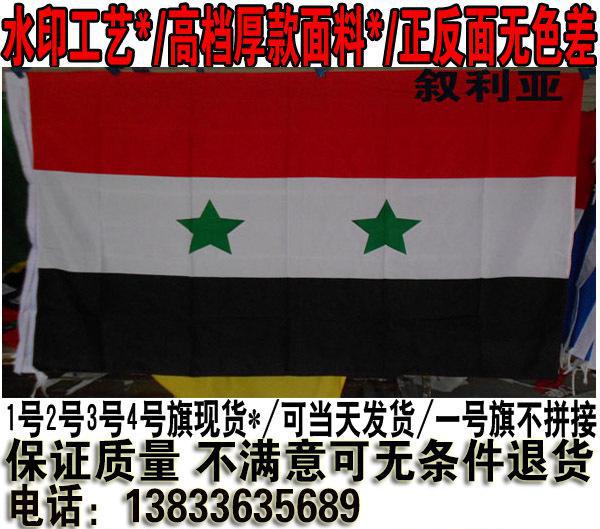 水印工艺*/高档厚款面料*/正反面无色差
叙利亚
1号2号3号4号旗现货*/可当天发货/一号旗不拼接
保证质量 不满意可无条件退货
电话：13833635689